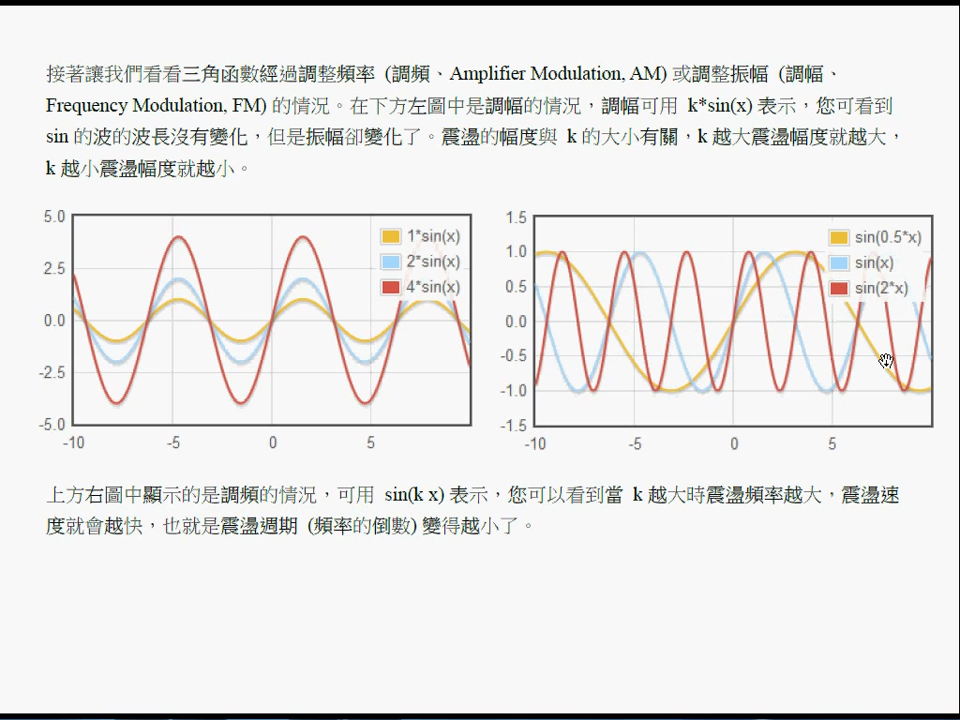 接著讓我們看看三角函數經過調整頻率 (調頻、Amplifier Modulation, AM) 或調整振幅 (調幅、
Frequency Modulation, FM) 的情況。在下方左圖中是調幅的情況，調幅可用 k*sin(x) 表示，您可看到
sin 的波的波長沒有變化，但是振幅卻變化了。震盪的幅度與 k 的大小有關，k 越大震盪幅度就越大，
k 越小震盪幅度就越小。
5.0
2.5
0.0
-2.5
-5.0
-10 -5 0 5
1*sin(x)
2*sin(x)
4*sin(x)
1.5
1.0
0.5
0.0
-0.5
-1.0
-1.5
-10 -5 0 5
sin(0.5*x)
sin(x)
sin(2*x)
上方右圖中顯示的是調頻的情況，可用 sin(k x) 表示，您可以看到當 k 越大時震盪頻率越大，震盪速
度就會越快，也就是震盪週期 (頻率的倒數) 變得越小了。